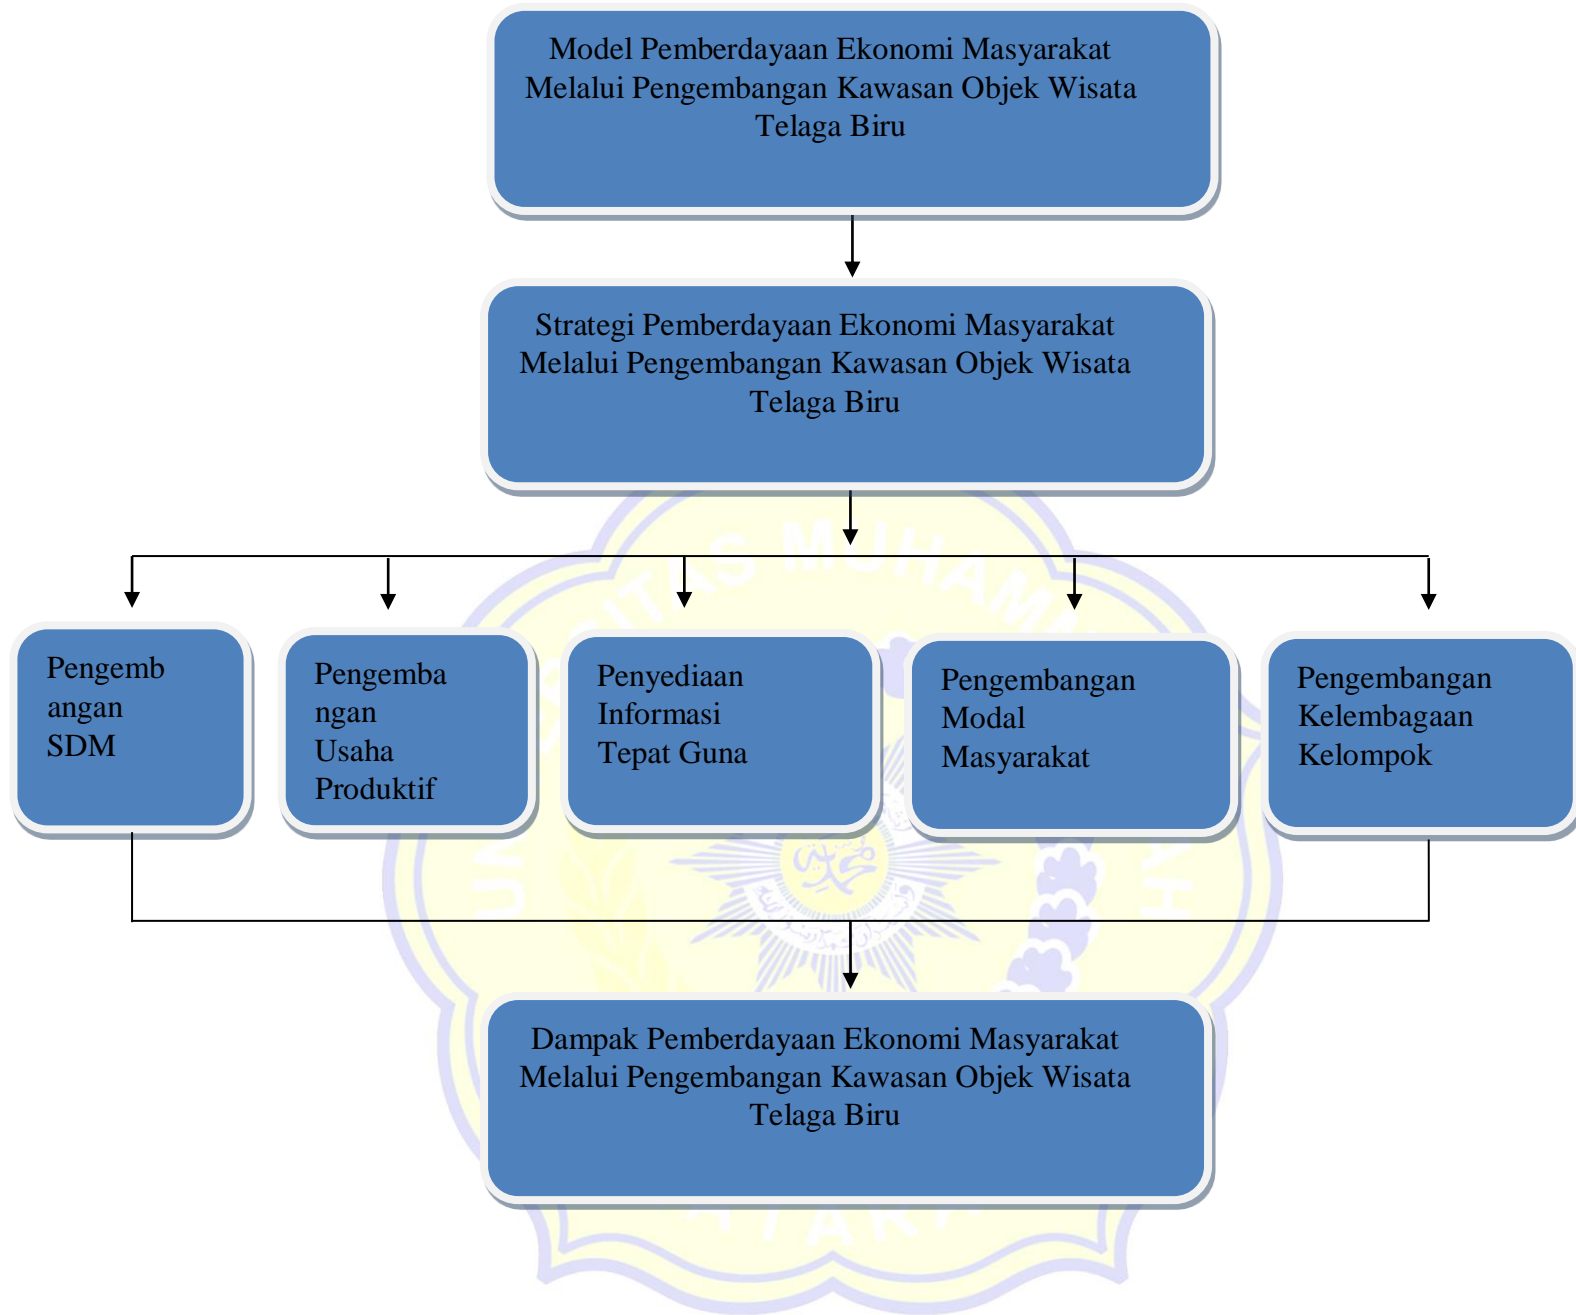 Model Pemberdayaan Ekonomi Masyarakat
Melalui Pengembangan Kawasan Objek Wisata
Telaga Biru
Strategi Pemberdayaan Ekonomi Masyarakat
Melalui Pengembangan Kawasan Objek Wisata
Telaga Biru
Pengemb
angan
SDM
Pengemba
ngan
Usaha
Produktif
Penyediaan
Informasi
Tepat Guna
Pengembangan
Modal
Masyarakat
Pengembangan
Kelembagaan
Kelompok
Dampak Pemberdayaan Ekonomi Masyarakat
Melalui Pengembangan Kawasan Objek Wisata
Telaga Biru